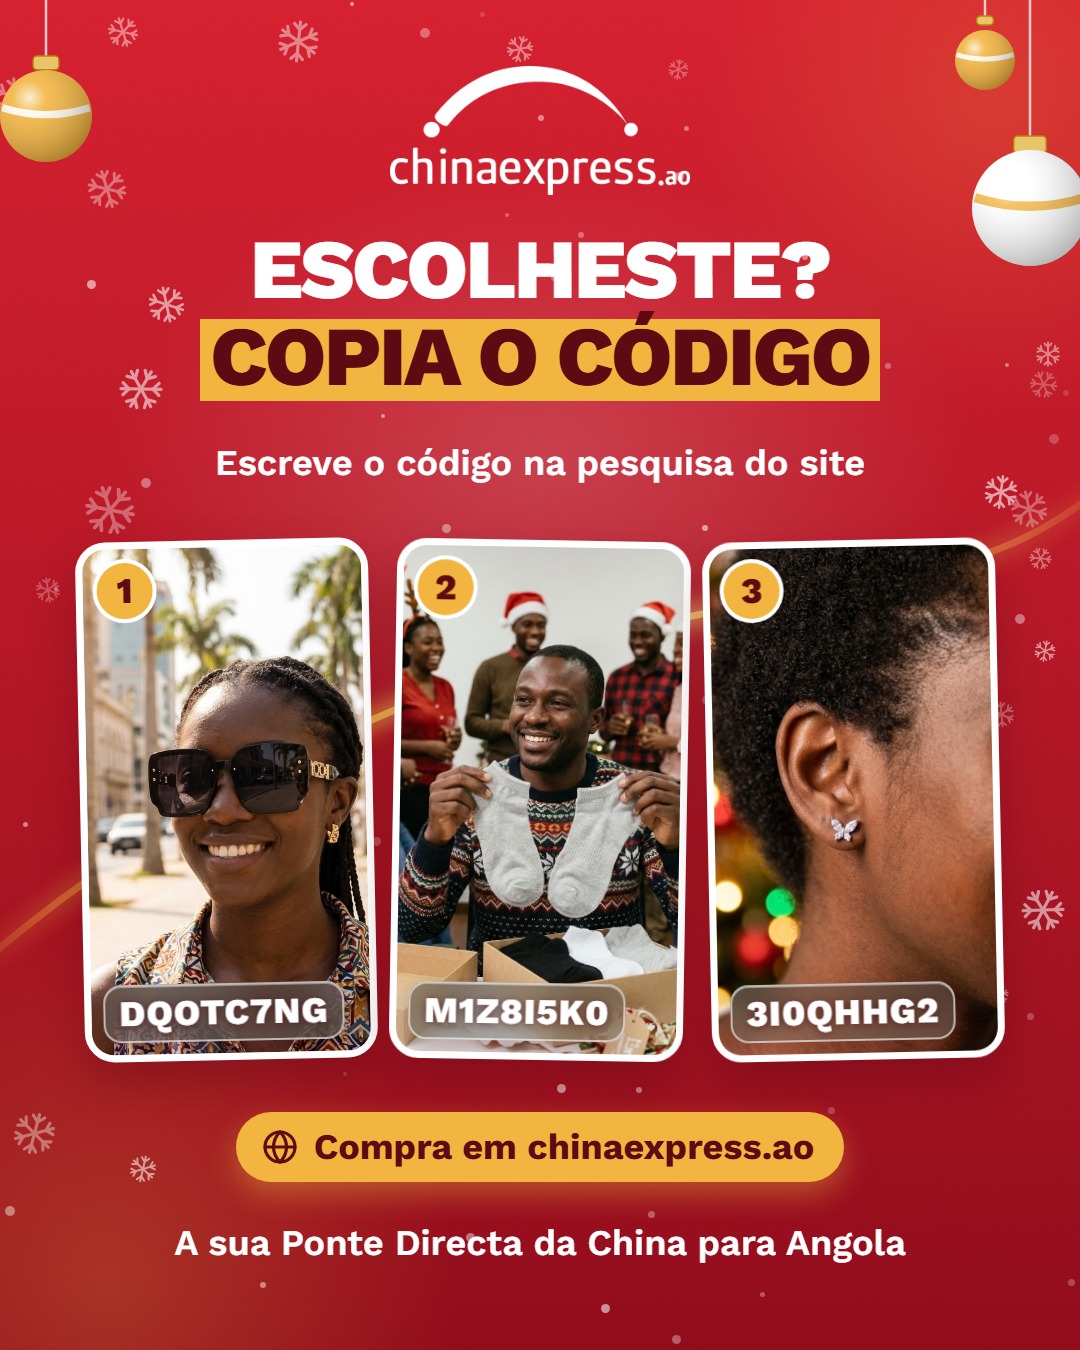 chinaexpress.ao
ESCOLHESTE?
COPIA O CÓDIGO
Escreve o código na pesquisa do site
1
2
3
DQOTC7NG
M1Z8I5K0
3I0QHHG2
Compra em chinaexpress.ao
A sua Ponte Directa da China para Angola